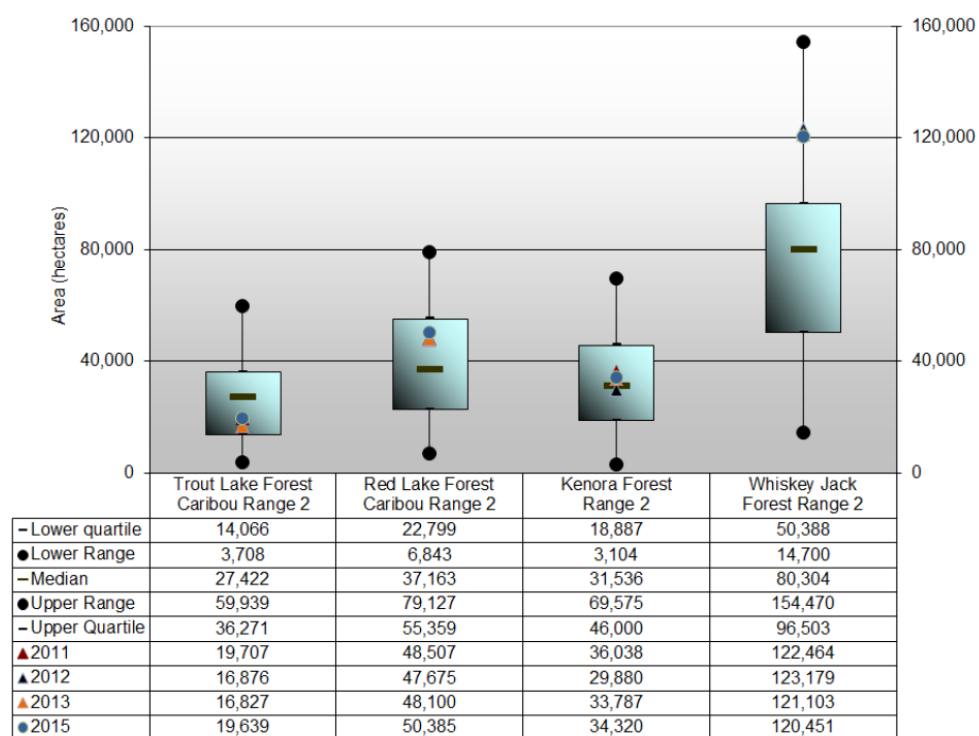 160,000 160,000
120,000 120,000
80,000 80,000
40,000 40,000
0 0
Area (hectares)
Trout Lake Forest Red Lake Forest Kenora Forest Whiskey Jack
Caribou Range 2 Caribou Range 2 Range 2 Forest Range 2
Lower quartile 14,066 22,799 18,887 50,388
Lower Range 3,708 6,843 3,104 14,700
Median 27,422 37,163 31,536 80,304
Upper Range 59,939 79,127 69,575 154,470
Upper Quartile 36,271 55,359 46,000 96,503
2011 19,707 48,507 36,038 122,464
2012 16,876 47,675 29,880 123,179
2013 16,827 48,100 33,787 121,103
2015 19,639 50,385 34,320 120,451